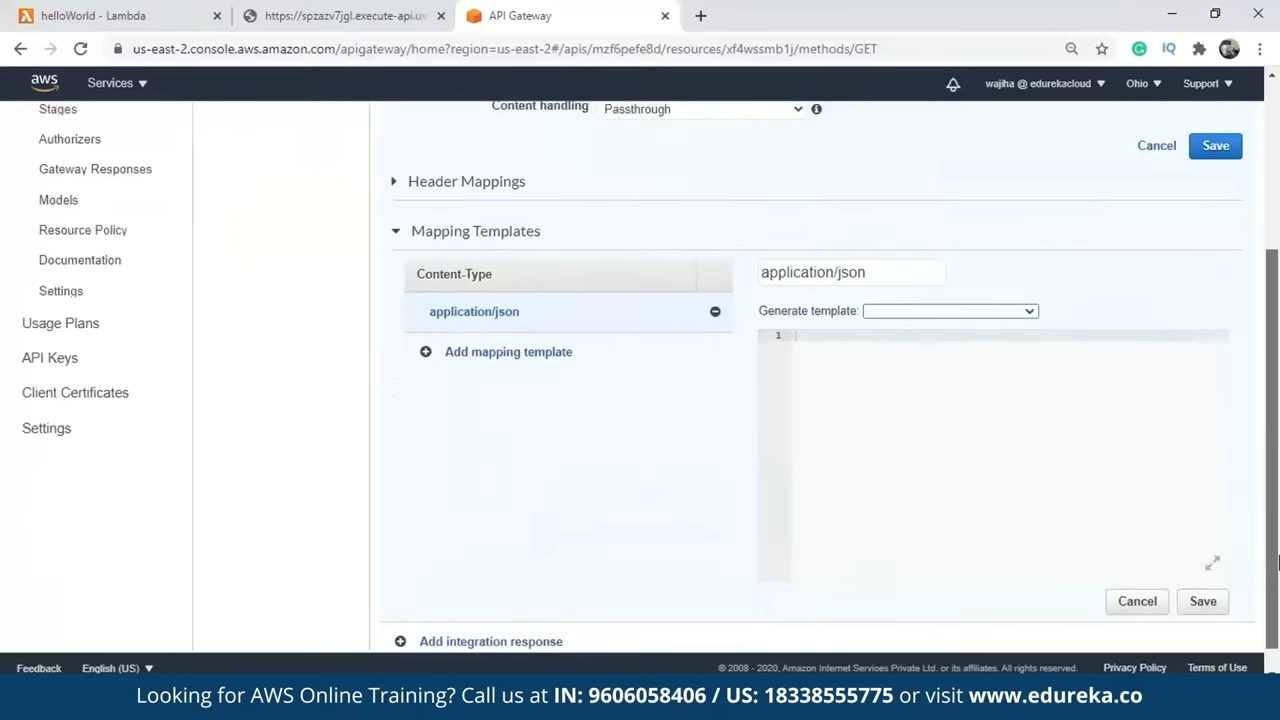 helloWorld - Lambda
https://spzazv7jgl.execute-api.us
API Gateway
us-east-2.console.aws.amazon.com/apigateway/home?region=us-east-2#/apis/mzf6pefe8d/resources/xf4wssmb1j/methods/GET
aws Services wajiha @ edurekacloud Ohio Support
Stages
Authorizers
Gateway Responses
Models
Resource Policy
Documentation
Settings
Usage Plans
API Keys
Client Certificates
Settings
Content handling Passthrough
Cancel Save
Header Mappings
Mapping Templates
Content-Type
application/json
Add mapping template
application/json
Generate template:
1
Cancel Save
Add integration response
Feedback English (US) © 2008 - 2020, Amazon Internet Services Private Ltd. or its affiliates. All rights reserved. Privacy Policy Terms of Use
Looking for AWS Online Training? Call us at IN: 9606058406 / US: 18338555775 or visit www.edureka.co